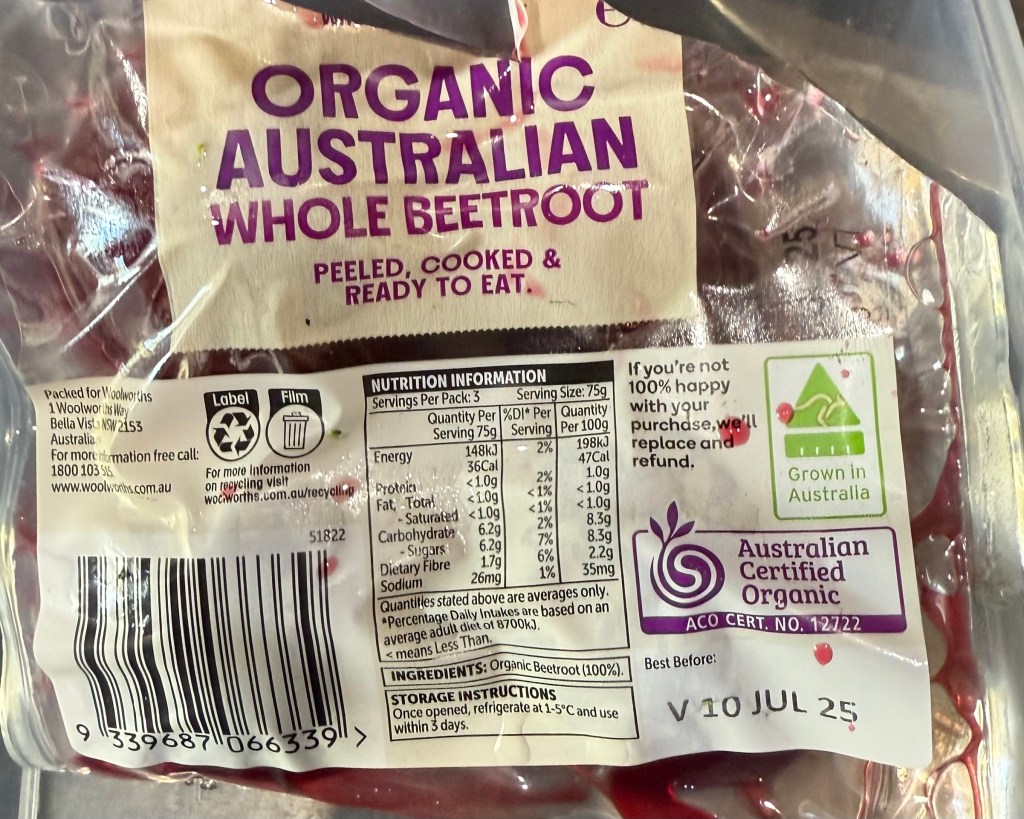 ORGANIC
AUSTRALIAN
WHOLE BEETROOT
PEELED, COOKED &
READY TO EAT.
Packed for Woolworths
1 Woolworths Way
Bella Vista NSW 2153
Australia
For more information free call:
1800 103
www.woolworths.com.au
Label
Film
For more information
on recycling visit
woolworths.com.au/recycling
51822
9 339687 066339 >
NUTRITION INFORMATION
Servings Per Pack: 3 Serving Size: 75g
Quantity Per Serving 75g %DI* Per Serving Quantity Per 100g
Energy 148kJ 2% 198kJ
36Cal 47Cal
Protein <1.0g 2% 1.0g
Fat, Total <1.0g <1% <1.0g
- Saturated <1.0g <1% <1.0g
Carbohydrate 6.2g 2% 8.3g
- Sugars 6.2g 7% 8.3g
Dietary Fibre 1.7g 6% 2.2g
Sodium 26mg 1% 35mg
Quantities stated above are averages only.
*Percentage Daily Intakes are based on an
average adult diet of 8700kJ.
< means Less Than.
INGREDIENTS: Organic Beetroot (100%).
STORAGE INSTRUCTIONS
Once opened, refrigerate at 1-5°C and use
within 3 days.
If you're not
100% happy
with your
purchase, we'll
replace and
refund.
Grown in
Australia
Australian
Certified
Organic
ACO CERT. NO. 12722
Best Before:
V 10 JUL 25